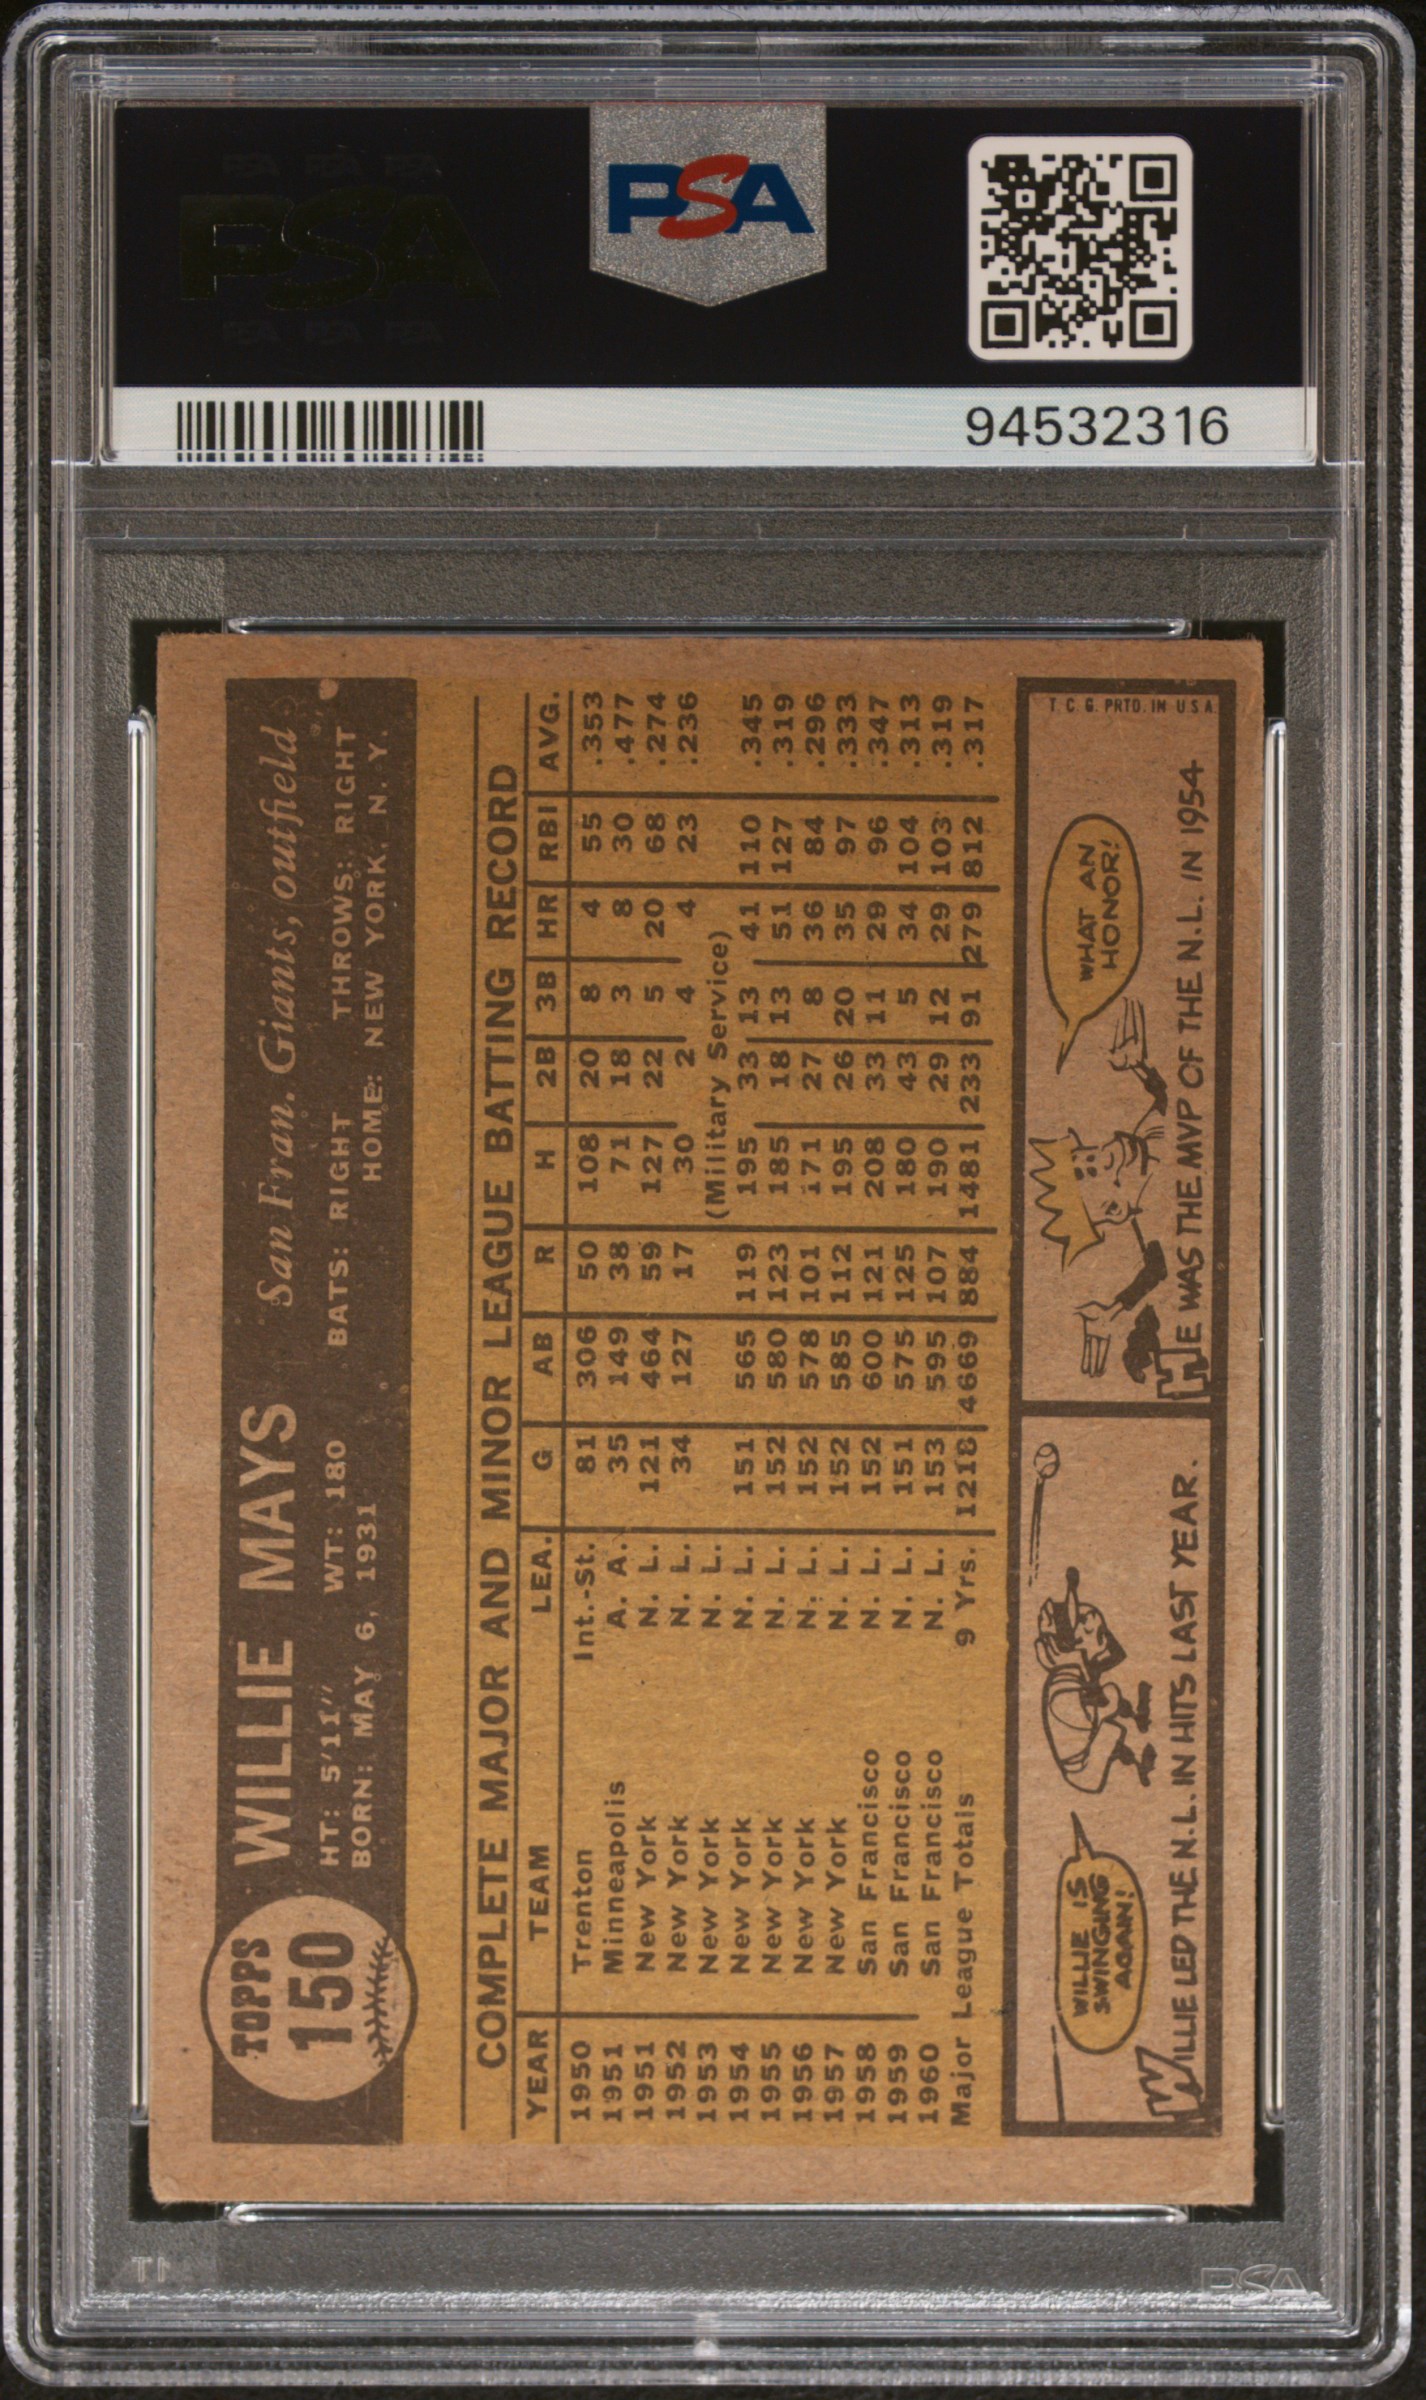 PSA PSA PSA
PSA
PSA PSA PSA
PSA
94532316
TOPPS
150
WILLIE MAYS San Fran. Giants, outfield
HT: 5'11" WT: 180 BATS: RIGHT THROWS: RIGHT
BORN: MAY 6, 1931 HOME: NEW YORK, N. Y.
COMPLETE MAJOR AND MINOR LEAGUE BATTING RECORD
YEAR TEAM LEA. G AB R H 2B 3B HR RBI AVG.
1950 Trenton Int.-St. 81 306 50 108 20 8 4 55 .353
1951 Minneapolis A. A. 35 149 38 71 18 3 8 30 .477
1951 New York N. L. 121 464 59 127 22 5 20 68 .274
1952 New York N. L. 34 127 17 30 2 4 4 23 .236
1953 New York N. L. (Military Service)
1954 New York N. L. 151 565 119 195 33 13 41 110 .345
1955 New York N. L. 152 580 123 185 18 13 51 127 .319
1956 New York N. L. 152 578 101 171 27 8 36 84 .296
1957 New York N. L. 152 585 112 195 26 20 35 97 .333
1958 San Francisco N. L. 152 600 121 208 33 11 29 96 .347
1959 San Francisco N. L. 151 575 125 180 43 5 34 104 .313
1960 San Francisco N. L. 153 595 107 190 29 12 29 103 .319
Major League Totals 9 Yrs. 1218 4669 884 1481 233 91 279 812 .317
WILLIE IS
SWINGING
AGAIN!
WILLIE LED THE N.L. IN HITS LAST YEAR.
WHAT AN
HONOR!
HE WAS THE MVP OF THE N.L. IN 1954
T. C. G. PRTD. IN U S A
PSA